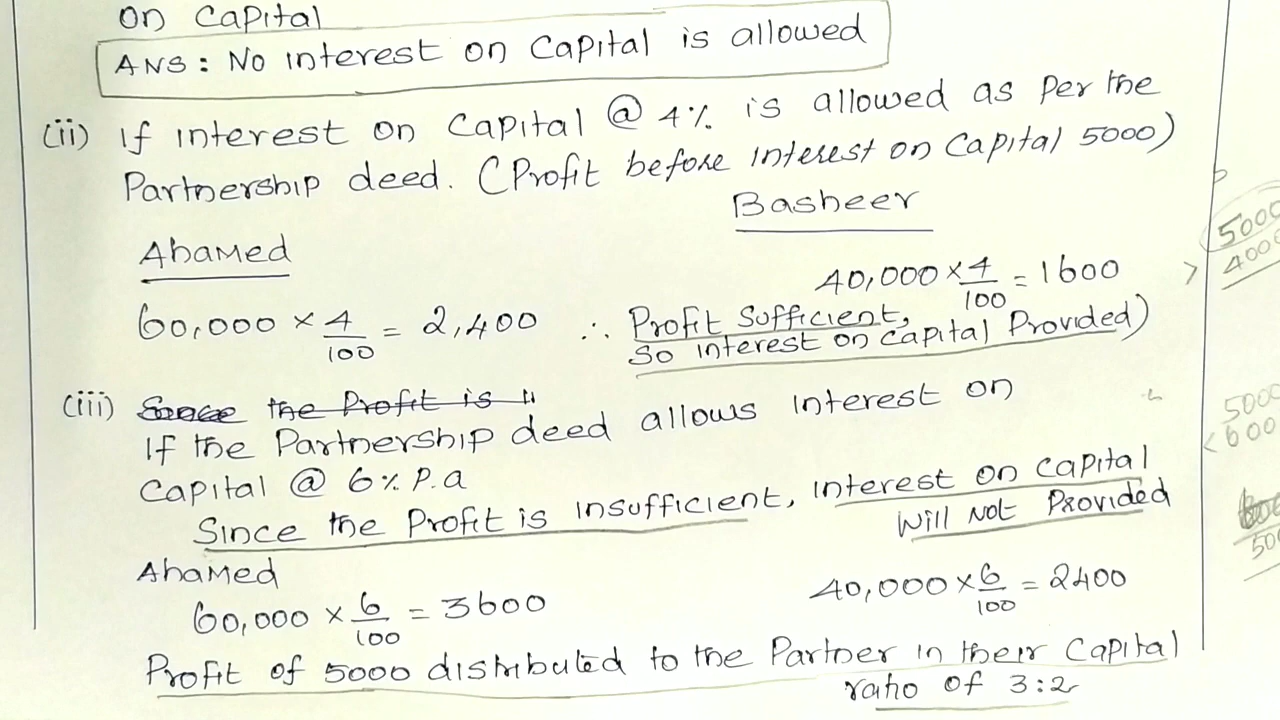 on Capital
ANS : No interest on Capital is allowed
(ii) If interest on Capital @ 4% is allowed as Per the
Partnership deed. (Profit before interest on Capital 5000)
Ahamed
Basheer
60,000 × 4/100 = 2,400
40,000 × 4/100 = 1600
∴ Profit Sufficient,
So interest on Capital Provided)
(iii) the Profit is
If the Partnership deed allows interest on
Capital @ 6% P.a
Since the Profit is insufficient, interest on Capital
Will Not Provided
Ahamed
60,000 × 6/100 = 3600
40,000 × 6/100 = 2400
Profit of 5000 distributed to the Partner in their Capital
ratio of 3:2